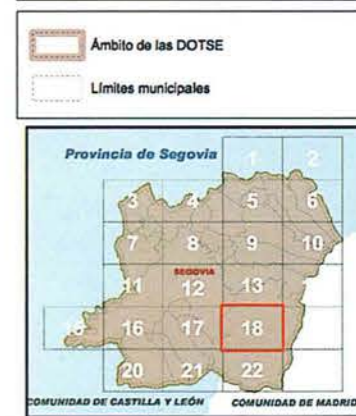 Ámbito de las DOTSE
Límites municipales
Provincia de Segovia
1 2
3 4 5 6
7 8 9 10
SEGOVIA
11 12 13
16 17 18
20 21 22
COMUNIDAD DE CASTILLA Y LEÓN COMUNIDAD DE MADRID